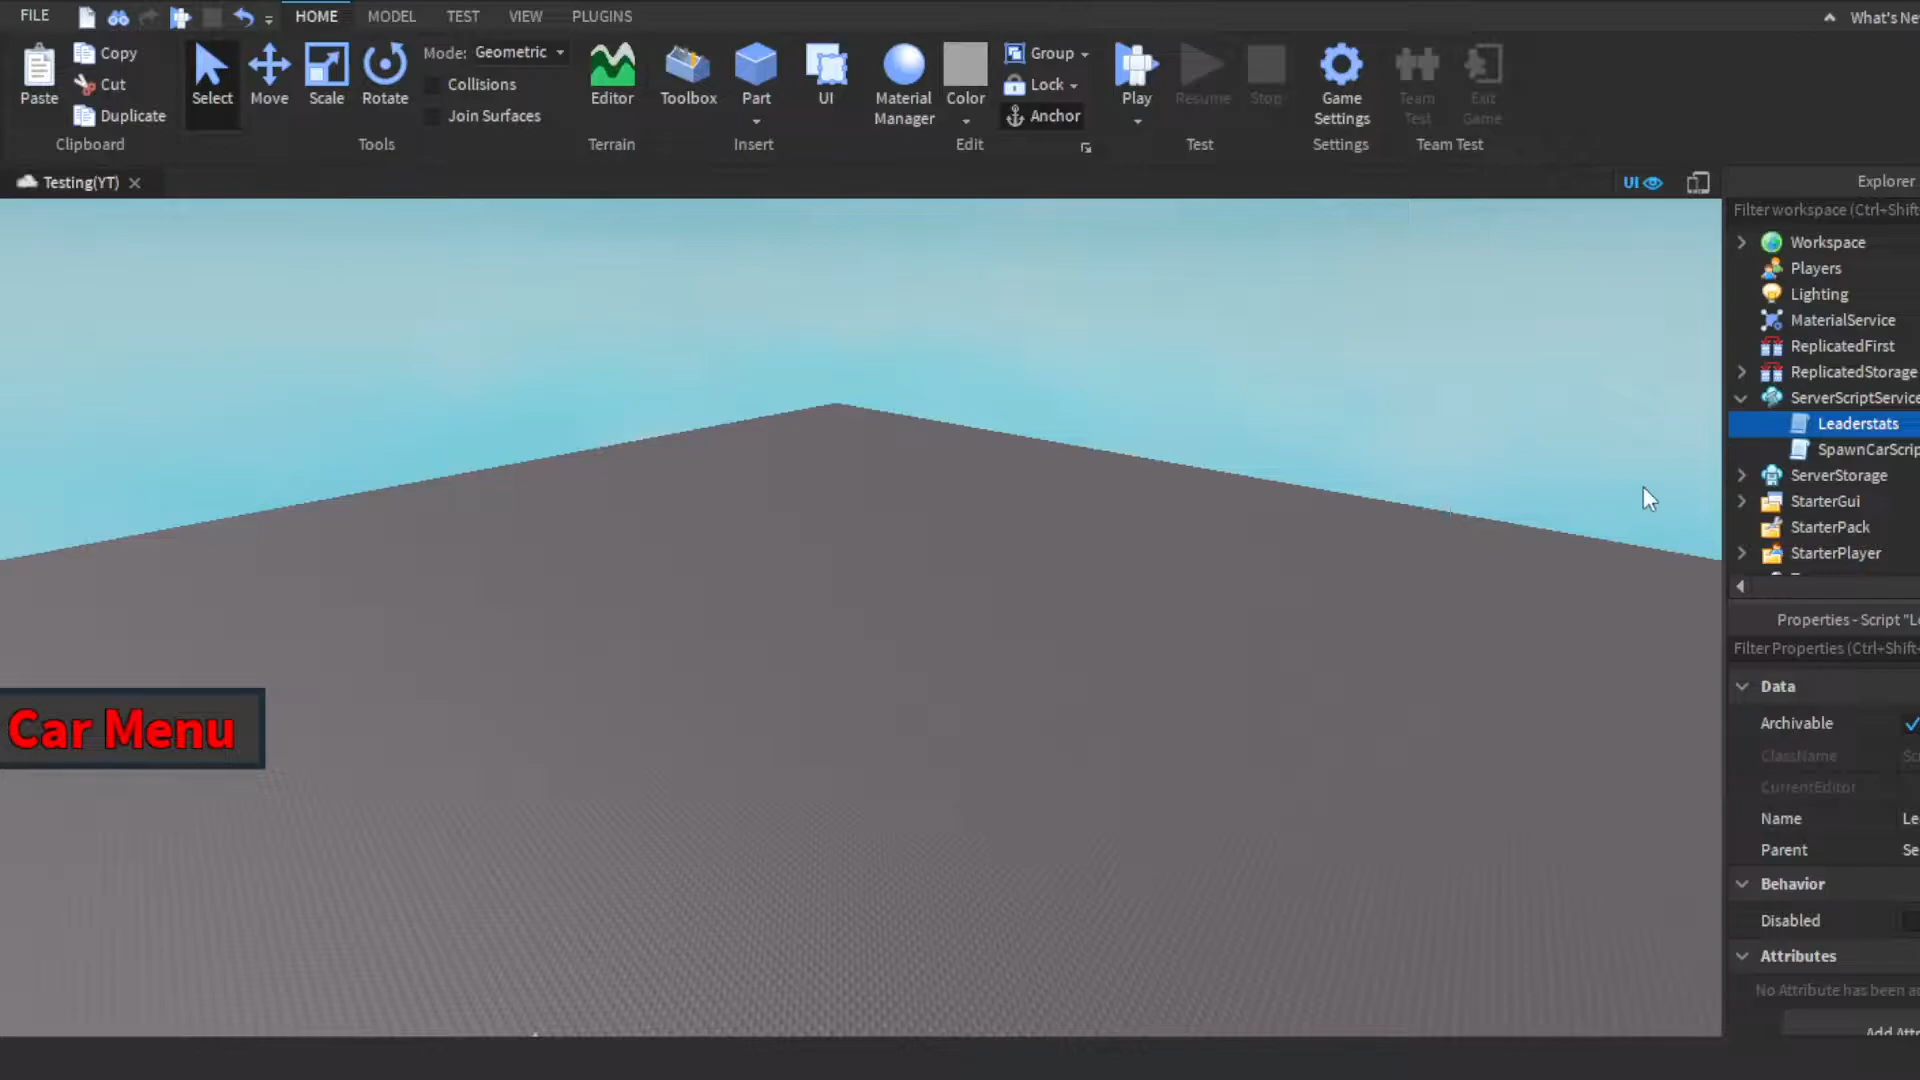 FILE HOME MODEL TEST VIEW PLUGINS What's
Paste Copy Cut Duplicate Clipboard
Select Move Scale Rotate Mode: Geometric Collisions Join Surfaces Tools
Editor Terrain
Toolbox Part UI Insert
Material Manager Color Group Lock Anchor Edit
Play Resume Stop Test
Game Settings Settings
Team Test Exit Game Team Test
Testing(YT) UI Explorer
Filter workspace (Ctrl+Shift
Workspace
Players
Lighting
MaterialService
ReplicatedFirst
ReplicatedStorage
ServerScriptService
Leaderstats
SpawnCarScrip
ServerStorage
StarterGui
StarterPack
StarterPlayer
Properties - Script "L
Filter Properties (Ctrl+Shift+
Data
Archivable
ClassName Sc
CurrentEditor
Name Le
Parent Se
Behavior
Disabled
Attributes
No Attribute has been a
Car Menu